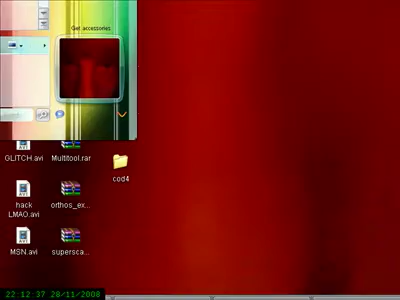 Get accessories
GLITCH.avi
Multitool.rar
cod4
hack
LMAO.avi
orthos_ex...
MSN.avi
supersca...
22:12:37 28/11/2008